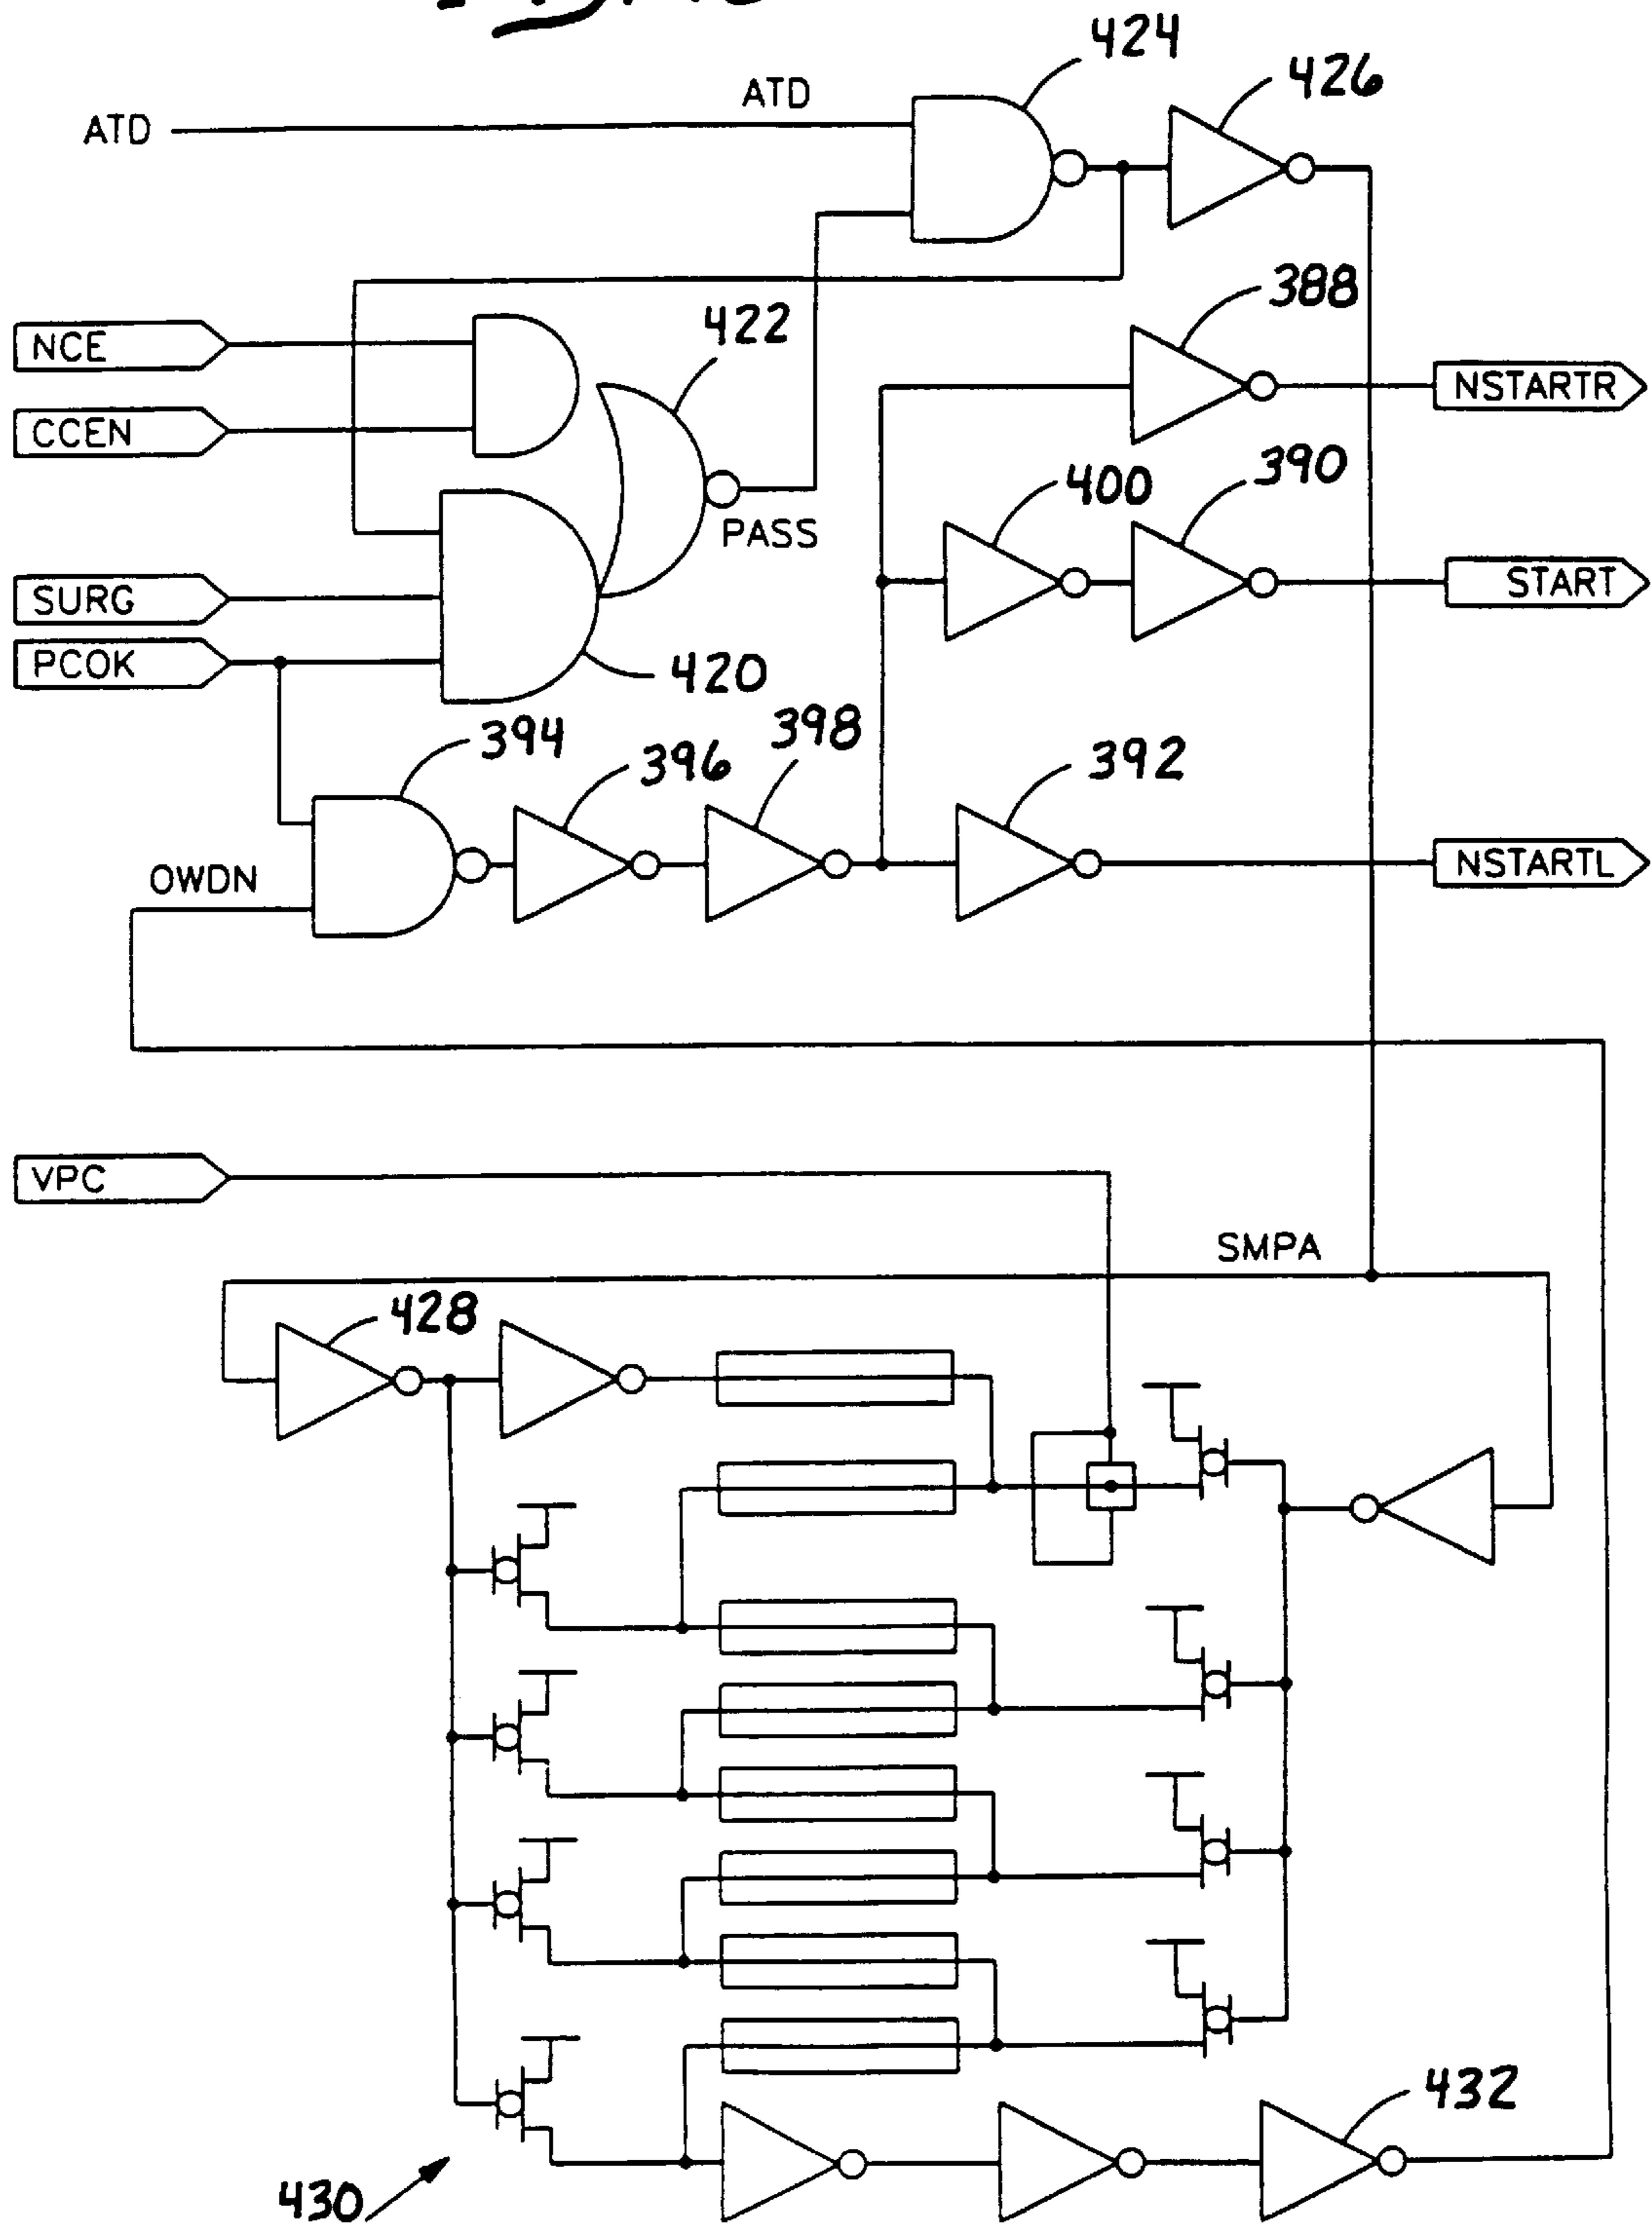 424
426
ATD
ATD
388
NCE
422
NSTARTR
CCEN
400
390
PASS
START
SURG
PCOK
420
394
396
398
392
OWDN
NSTARTL
VPC
SMPA
428
432
430